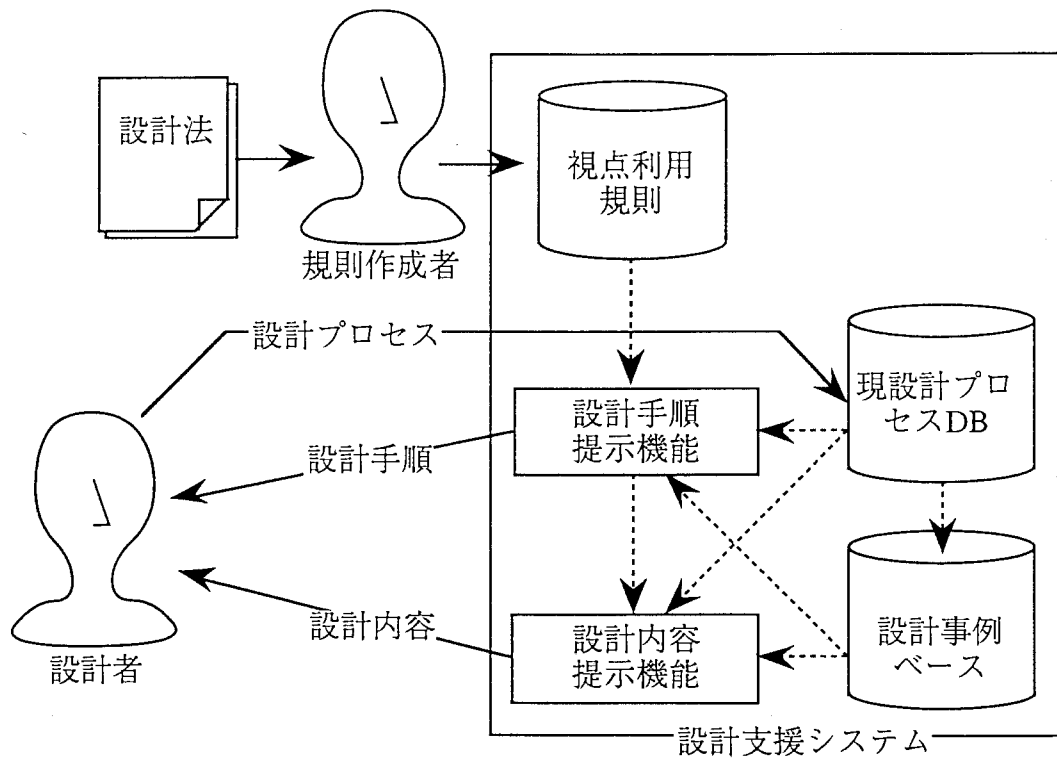 設計法
規則作成者
視点利用
規則
設計プロセス
現設計プロ
セスDB
設計手順
提示機能
設計手順
設計事例
ベース
設計内容
提示機能
設計内容
設計者
設計支援システム